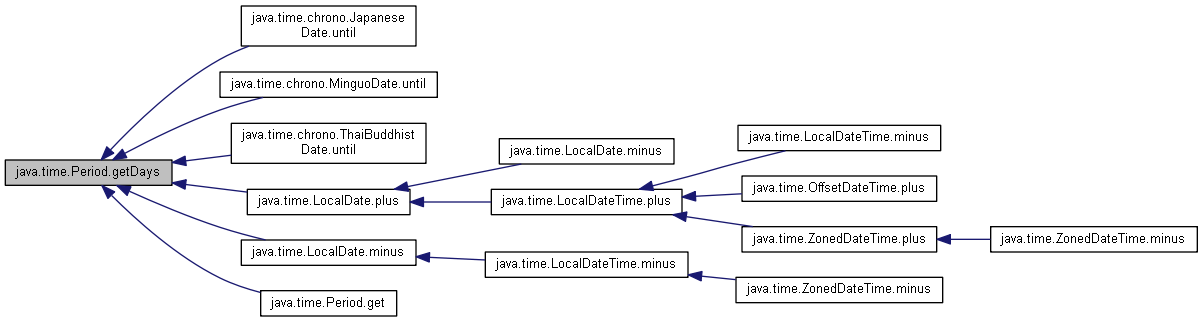 java.time.chrono.Japanese
Date.until
java.time.chrono.MinguoDate.until
java.time.chrono.ThaiBuddhist
Date.until
java.time.Period.getDays
java.time.LocalDate.plus
java.time.LocalDate.minus
java.time.Period.get
java.time.LocalDate.minus
java.time.LocalDateTime.plus
java.time.LocalDateTime.minus
java.time.LocalDateTime.minus
java.time.OffsetDateTime.plus
java.time.ZonedDateTime.plus
java.time.ZonedDateTime.minus
java.time.ZonedDateTime.minus